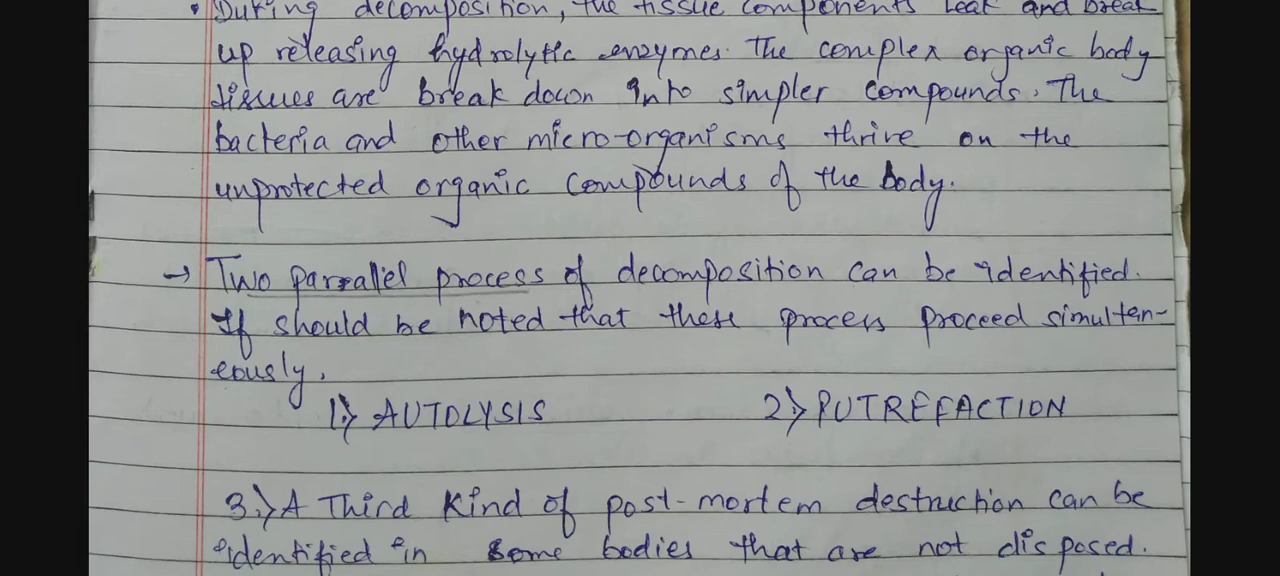 • During decomposition, the tissue components leak and break
up releasing hydrolytic enzymes. The complex organic body
tissues are break down into simpler compounds. The
bacteria and other micro-organisms thrive on the
unprotected organic compounds of the body.
→ Two parallel process of decomposition can be identified.
It should be noted that these process proceed simulten-
eously.
1) AUTOLYSIS 2) PUTREFACTION
3.) A Third kind of post-mortem destruction can be
identified in some bodies that are not disposed.